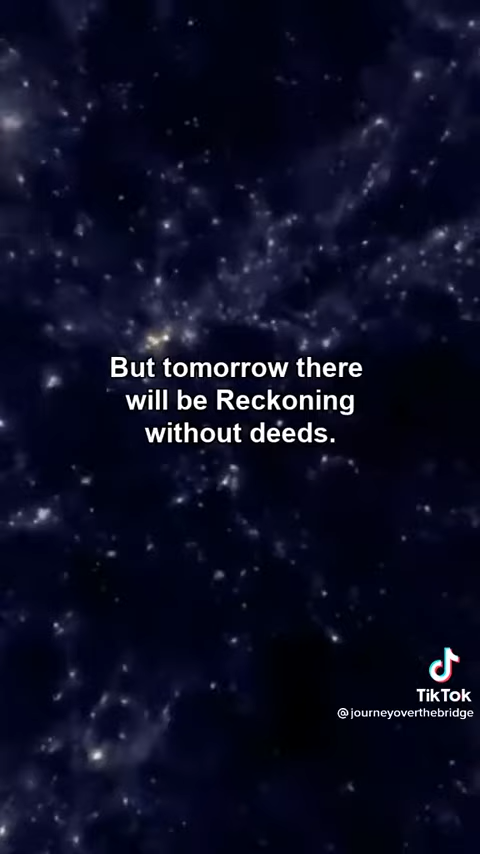 But tomorrow there
will be Reckoning
without deeds.
TikTok
@journeyoverthebridge